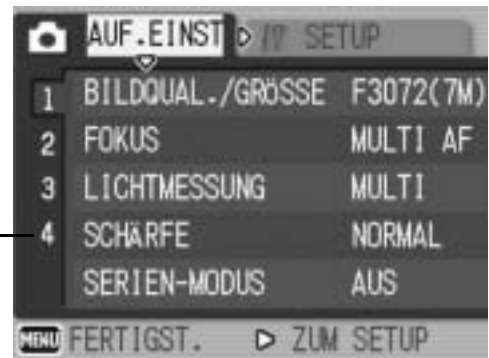 AUF.EINST SETUP
1 BILDQUAL./GRÖSSE F3072(7M)
2 FOKUS MULTI AF
3 LICHTMESSUNG MULTI
4 SCHÄRFE NORMAL
SERIEN-MODUS AUS
MENU FERTIGST. ZUM SETUP